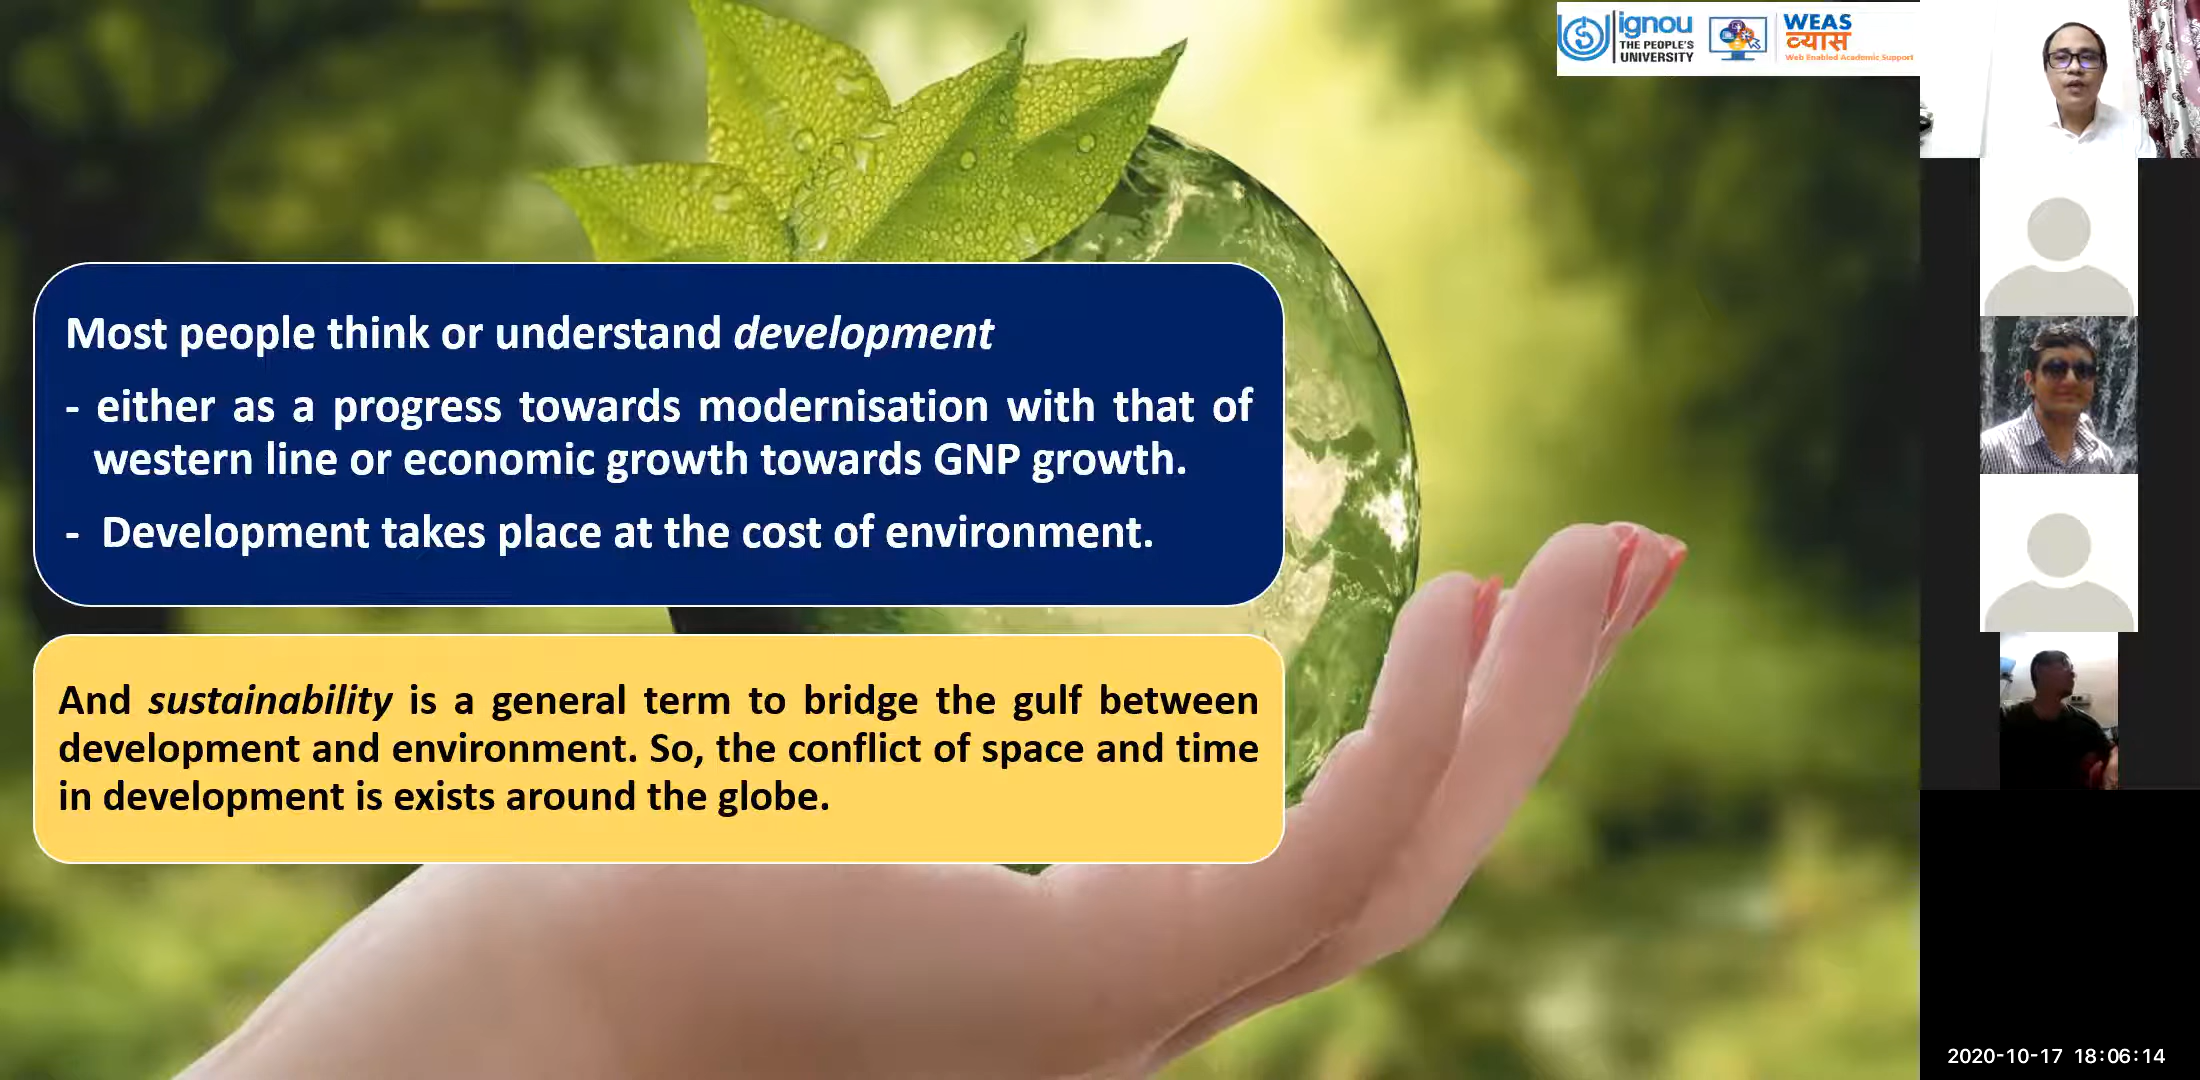 ignou
THE PEOPLE'S
UNIVERSITY
WEAS
व्यास
Web Enabled Academic Support
Most people think or understand development
- either as a progress towards modernisation with that of
western line or economic growth towards GNP growth.
- Development takes place at the cost of environment.
And sustainability is a general term to bridge the gulf between
development and environment. So, the conflict of space and time
in development is exists around the globe.
2020-10-17 18:06:14